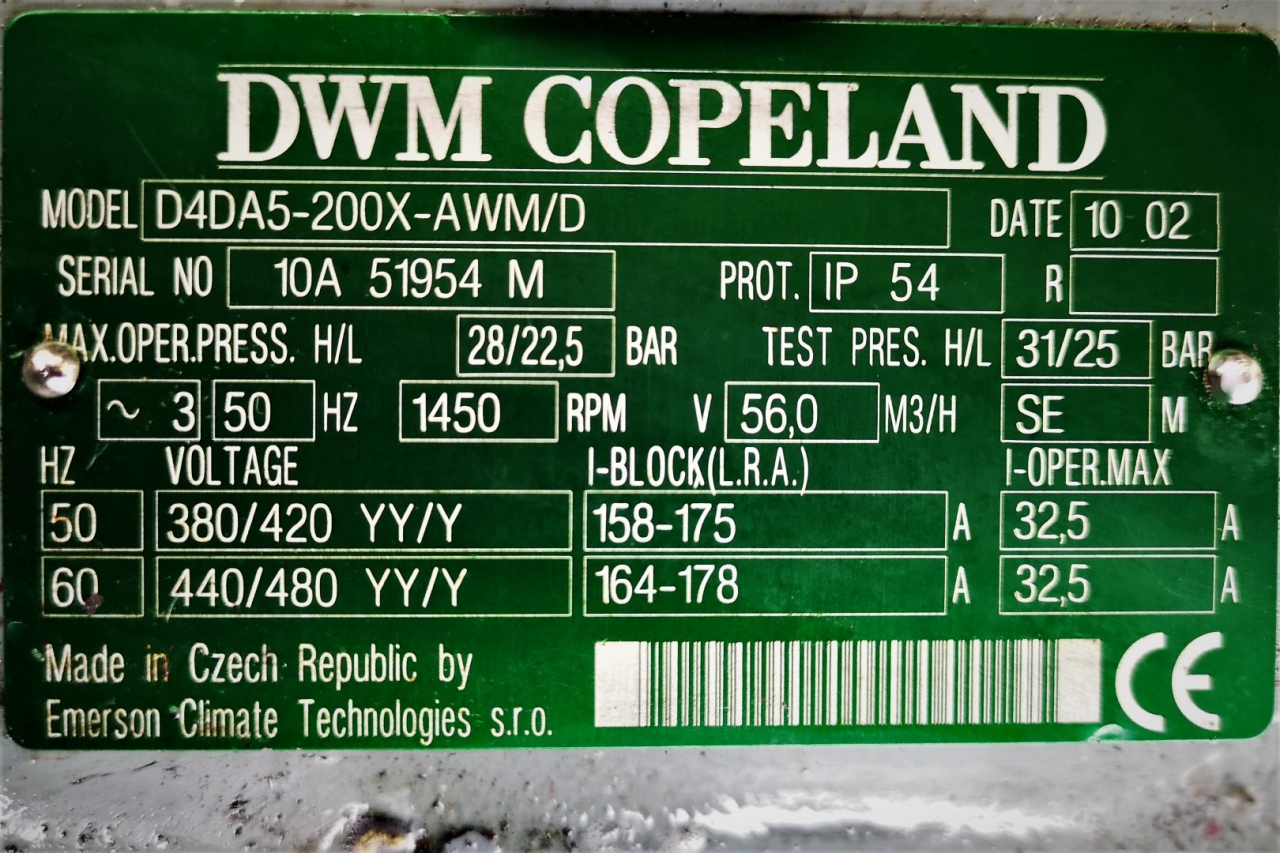 DWM COPELAND
MODEL D4DA5-200X-AWM/D DATE 10 02
SERIAL NO 10A 51954 M PROT. IP 54 R
MAX.OPER.PRESS. H/L 28/22,5 BAR TEST PRES. H/L 31/25 BAR
~ 3 50 HZ 1450 RPM V 56,0 M3/H SE M
HZ VOLTAGE I-BLOCK(L.R.A.) I-OPER.MAX
50 380/420 YY/Y 158-175 A 32,5 A
60 440/480 YY/Y 164-178 A 32,5 A
Made in Czech Republic by
Emerson Climate Technologies s.r.o.
CE